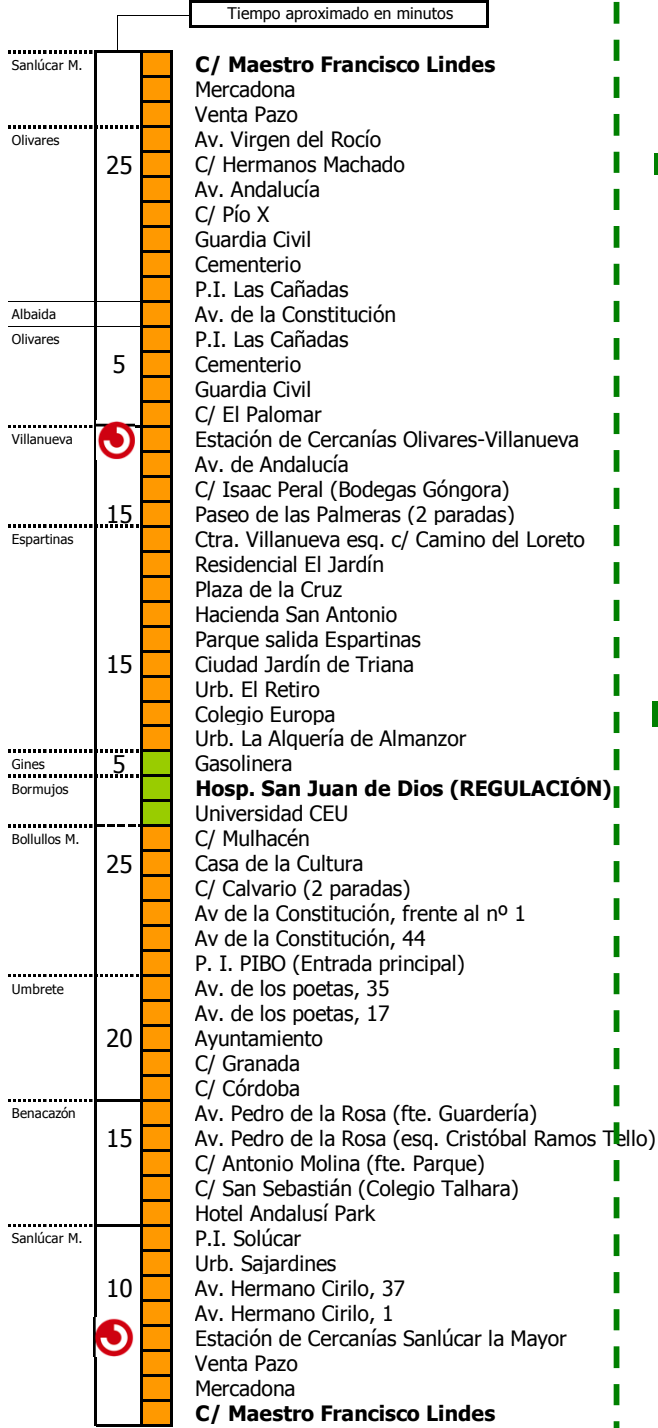 Tiempo aproximado en minutos
Sanlúcar M. C/ Maestro Francisco Lindes
Mercadona
Venta Pazo
Olivares Av. Virgen del Rocío
25 C/ Hermanos Machado
Av. Andalucía
C/ Pío X
Guardia Civil
Cementerio
P.I. Las Cañadas
Albaida Av. de la Constitución
Olivares P.I. Las Cañadas
5 Cementerio
Guardia Civil
C/ El Palomar
Villanueva Estación de Cercanías Olivares-Villanueva
Av. de Andalucía
C/ Isaac Peral (Bodegas Góngora)
15 Paseo de las Palmeras (2 paradas)
Espartinas Ctra. Villanueva esq. c/ Camino del Loreto
Residencial El Jardín
Plaza de la Cruz
Hacienda San Antonio
Parque salida Espartinas
15 Ciudad Jardín de Triana
Urb. El Retiro
Colegio Europa
Urb. La Alquería de Almanzor
Gines 5 Gasolinera
Bormujos Hosp. San Juan de Dios (REGULACIÓN)
Universidad CEU
Bollullos M. C/ Mulhacén
25 Casa de la Cultura
C/ Calvario (2 paradas)
Av de la Constitución, frente al nº 1
Av de la Constitución, 44
P. I. PIBO (Entrada principal)
Umbrete Av. de los poetas, 35
Av. de los poetas, 17
20 Ayuntamiento
C/ Granada
C/ Córdoba
Benacazón Av. Pedro de la Rosa (fte. Guardería)
15 Av. Pedro de la Rosa (esq. Cristóbal Ramos Tello)
C/ Antonio Molina (fte. Parque)
C/ San Sebastián (Colegio Talhara)
Hotel Andalusí Park
Sanlúcar M. P.I. Solúcar
Urb. Sajardines
10 Av. Hermano Cirilo, 37
Av. Hermano Cirilo, 1
Estación de Cercanías Sanlúcar la Mayor
Venta Pazo
Mercadona
C/ Maestro Francisco Lindes